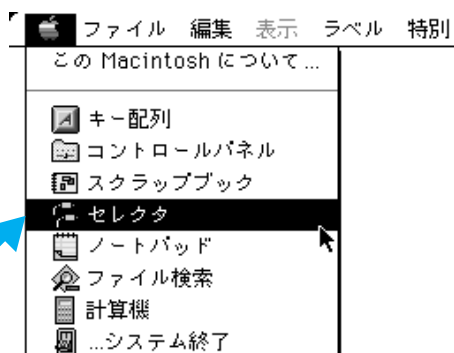 ファイル 編集 表示 ラベル 特別
この Macintosh について...
キー配列
コントロールパネル
スクラップブック
セレクタ
ノートパッド
ファイル検索
計算機
...システム終了